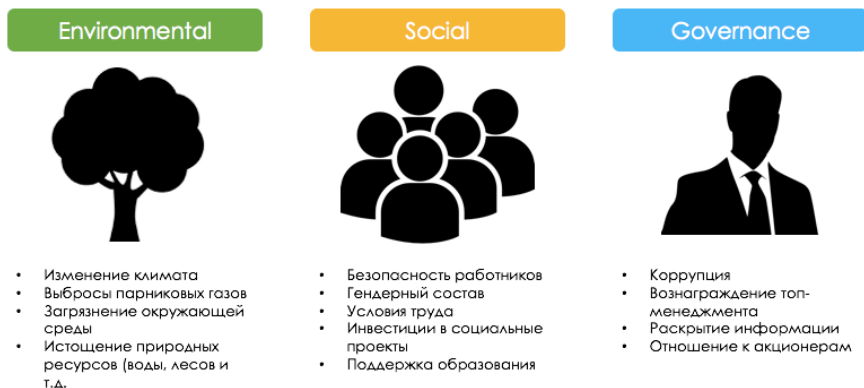 Environmental
Social
Governance
• Изменение климата
• Выбросы парниковых газов
• Загрязнение окружающей
среды
• Истощение природных
ресурсов (воды, лесов и
т.д.
• Безопасность работников
• Гендерный состав
• Условия труда
• Инвестиции в социальные
проекты
• Поддержка образования
• Коррупция
• Вознаграждение топ-
менеджмента
• Раскрытие информации
• Отношение к акционерам